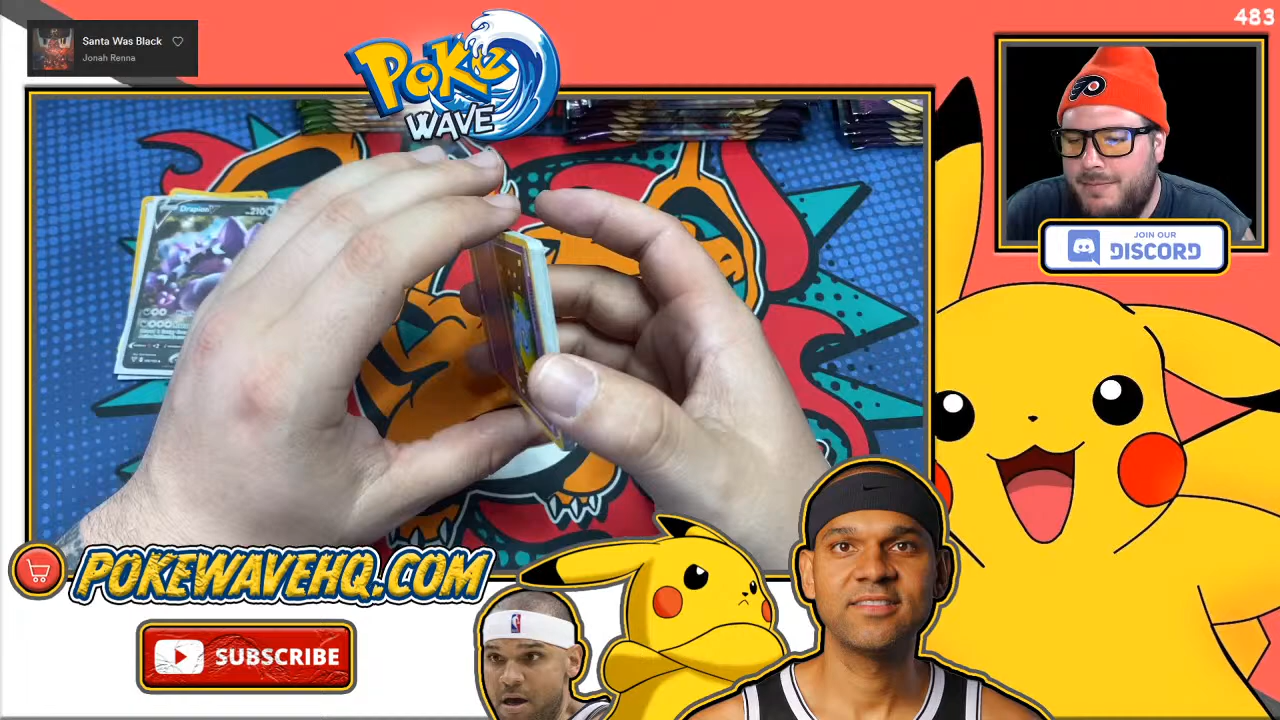 Santa Was Black
Jonah Renna
483
POKE
WAVE
Drapion
210
JOIN OUR
DISCORD
POKEWAVEHQ.COM
SUBSCRIBE